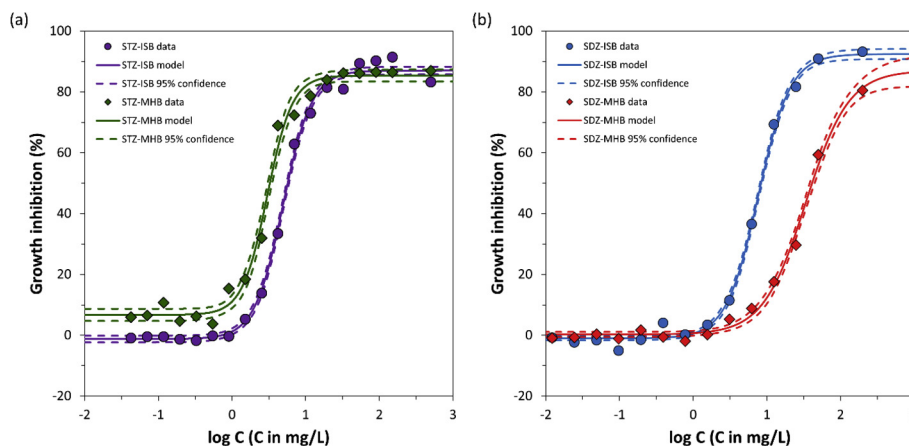 (a)
100
80
60
40
20
0
-20
Growth inhibition (%)
STZ-ISB data
STZ-ISB model
STZ-ISB 95% confidence
STZ-MHB data
STZ-MHB model
STZ-MHB 95% confidence
-2
-1
0
1
2
3
log C (C in mg/L)
(b)
100
80
60
40
20
0
-20
Growth inhibition (%)
SDZ-ISB data
SDZ-ISB model
SDZ-ISB 95% confidence
SDZ-MHB data
SDZ-MHB model
SDZ-MHB 95% confidence
-2
-1
0
1
2
log C (C in mg/L)